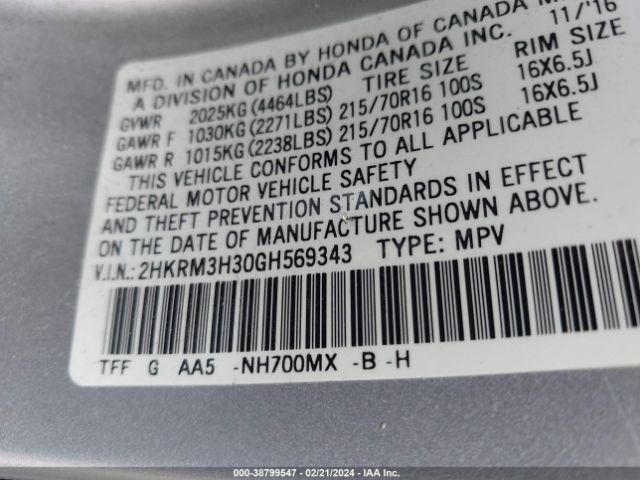 MFD. IN CANADA BY HONDA OF CANADA
A DIVISION OF HONDA CANADA INC. 11/'16
TIRE SIZE RIM SIZE
GVWR 2025KG(4464LBS)
GAWR F 1030KG(2271LBS) 215/70R16 100S 16X6.5J
GAWR R 1015KG(2238LBS) 215/70R16 100S 16X6.5J
THIS VEHICLE CONFORMS TO ALL APPLICABLE
FEDERAL MOTOR VEHICLE SAFETY
AND THEFT PREVENTION STANDARDS IN EFFECT
ON THE DATE OF MANUFACTURE SHOWN ABOVE.
V.I.N.: 2HKRM3H30GH569343 TYPE: MPV
TFF G AA5 -NH700MX -B -H
000-38799547 - 02/21/2024 - IAA Inc.